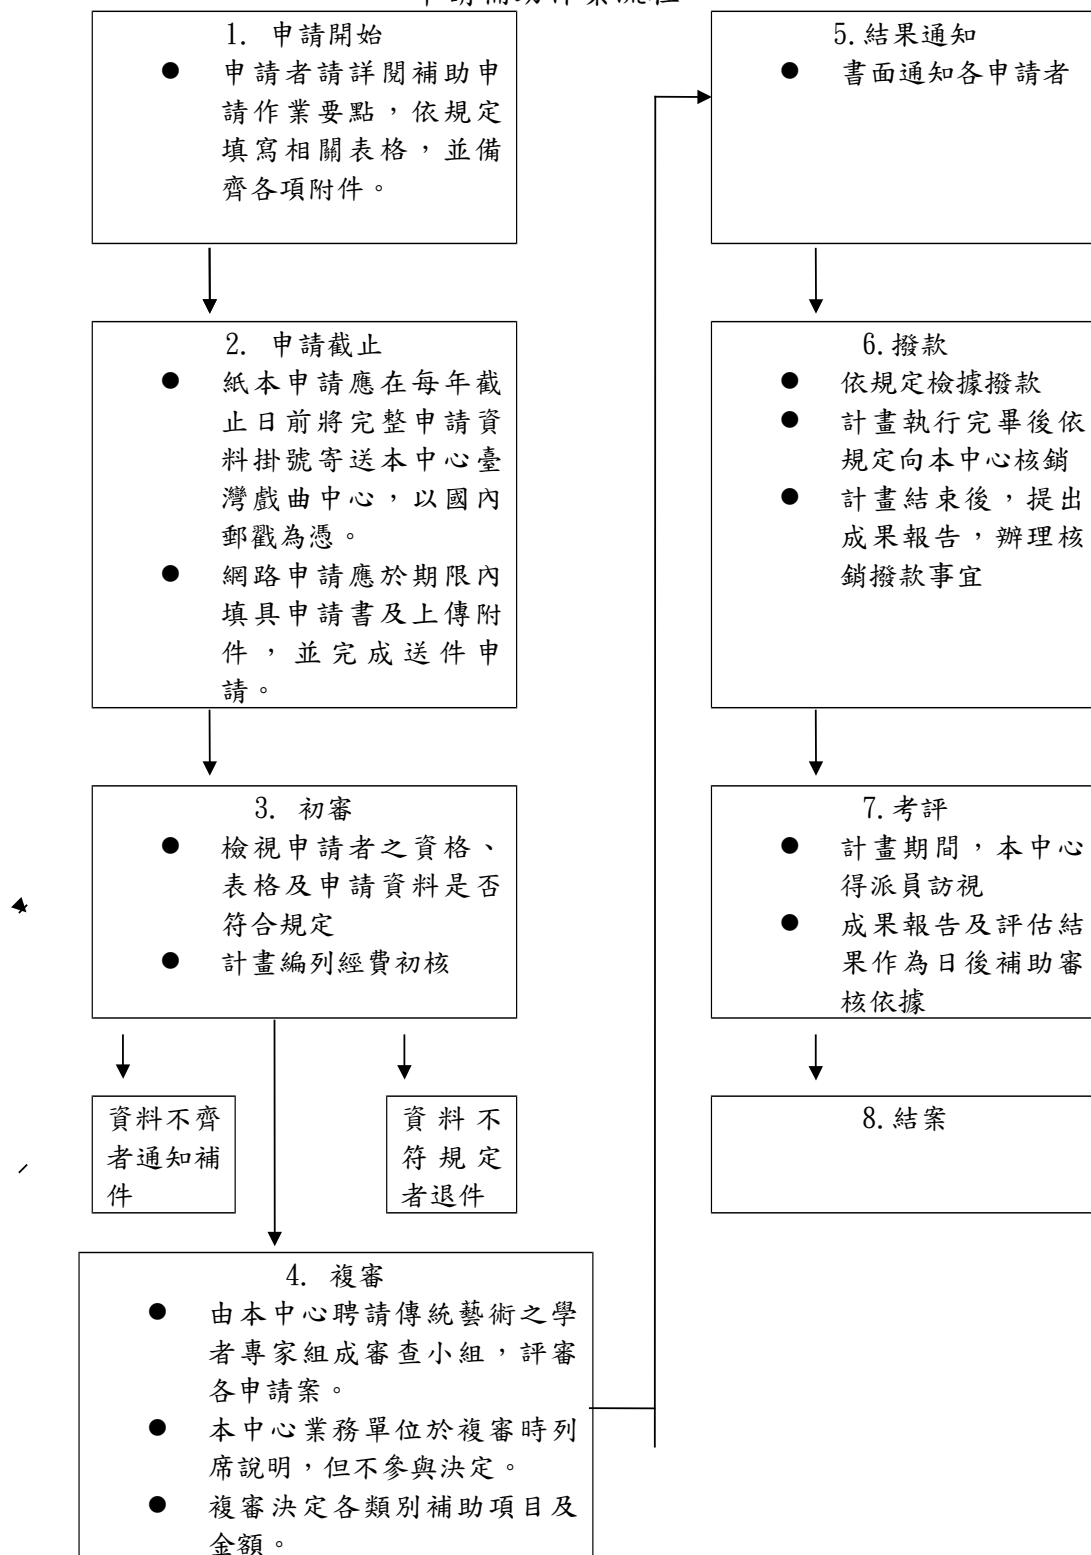 申請補助作業流程
1. 申請開始
● 申請者請詳閱補助申
請作業要點，依規定
填寫相關表格，並備
齊各項附件。
2. 申請截止
● 紙本申請應在每年截
止日前將完整申請資
料掛號寄送本中心臺
灣戲曲中心，以國內
郵戳為憑。
● 網路申請應於期限內
填具申請書及上傳附
件，並完成送件申
請。
3. 初審
● 檢視申請者之資格、
表格及申請資料是否
符合規定
● 計畫編列經費初核
資料不齊
者通知補
件
資料不
符規定
者退件
4. 複審
● 由本中心聘請傳統藝術之學
者專家組成審查小組，評審
各申請案。
● 本中心業務單位於複審時列
席說明，但不參與決定。
● 複審決定各類別補助項目及
金額。
5.結果通知
● 書面通知各申請者
6.撥款
● 依規定檢據撥款
● 計畫執行完畢後依
規定向本中心核銷
● 計畫結束後，提出
成果報告，辦理核
銷撥款事宜
7.考評
● 計畫期間，本中心
得派員訪視
● 成果報告及評估結
果作為日後補助審
核依據
8.結案